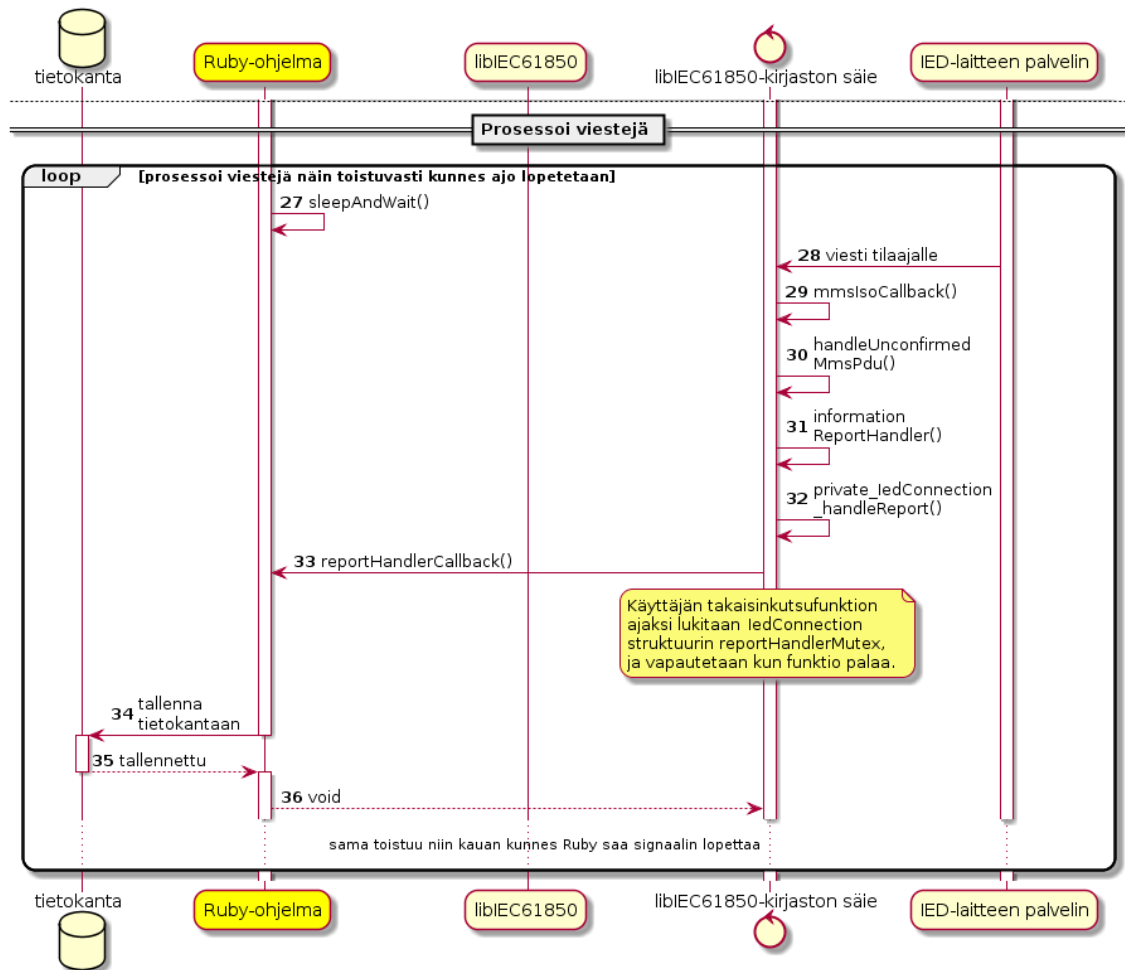 tietokanta
Ruby-ohjelma
libIEC61850
libIEC61850-kirjaston säie
IED-laitteen palvelin
Prosessoi viestejä
loop
[prosessoi viestejä näin toistuvasti kunnes ajo lopetetaan]
27 sleepAndWait()
28 viesti tilaajalle
29 mmsIsoCallback()
30 handleUnconfirmed
MmsPdu()
31 information
ReportHandler()
32 private_IedConnection
_handleReport()
33 reportHandlerCallback()
Käyttäjän takaisinkutsufunktion
ajaksi lukitaan IedConnection
struktuurin reportHandlerMutex,
ja vapautetaan kun funktio palaa.
34 tallenna
tietokantaan
35 tallennettu
36 void
sama toistuu niin kauan kunnes Ruby saa signaalin lopettaa
tietokanta
Ruby-ohjelma
libIEC61850
libIEC61850-kirjaston säie
IED-laitteen palvelin